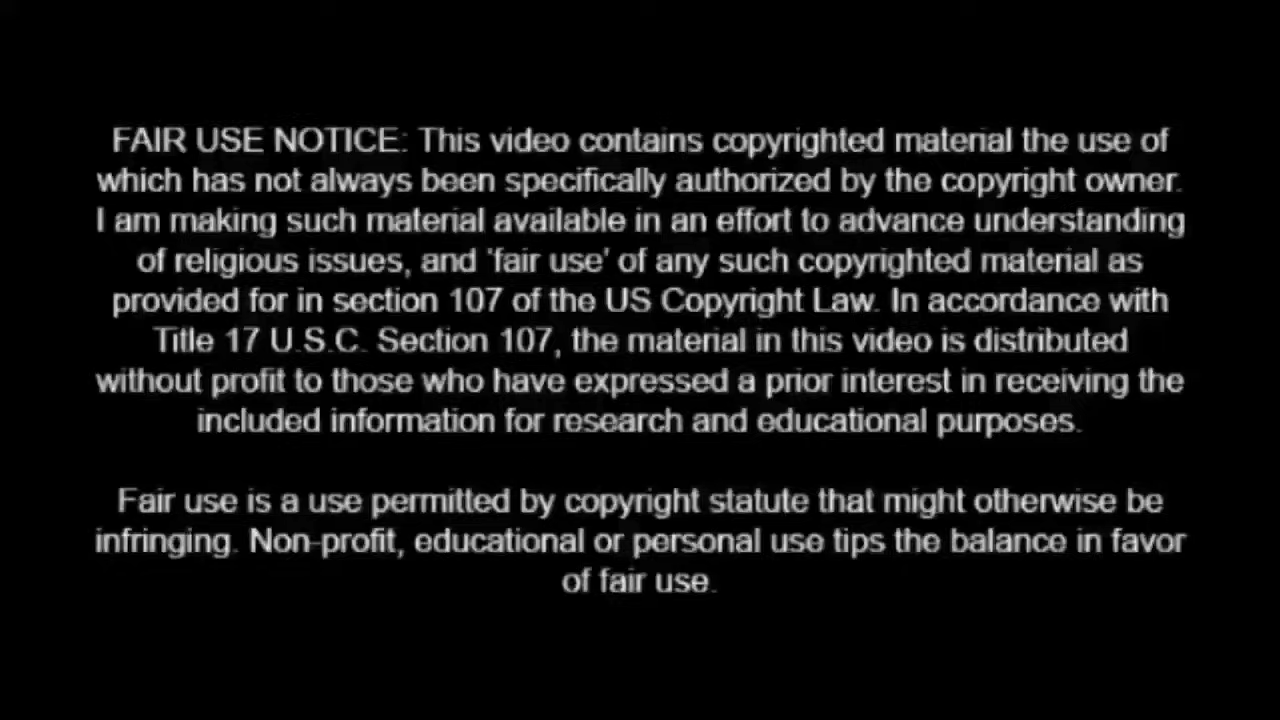 FAIR USE NOTICE: This video contains copyrighted material the use of
which has not always been specifically authorized by the copyright owner.
I am making such material available in an effort to advance understanding
of religious issues, and 'fair use' of any such copyrighted material as
provided for in section 107 of the US Copyright Law. In accordance with
Title 17 U.S.C. Section 107, the material in this video is distributed
without profit to those who have expressed a prior interest in receiving the
included information for research and educational purposes.
Fair use is a use permitted by copyright statute that might otherwise be
infringing. Non-profit, educational or personal use tips the balance in favor
of fair use.